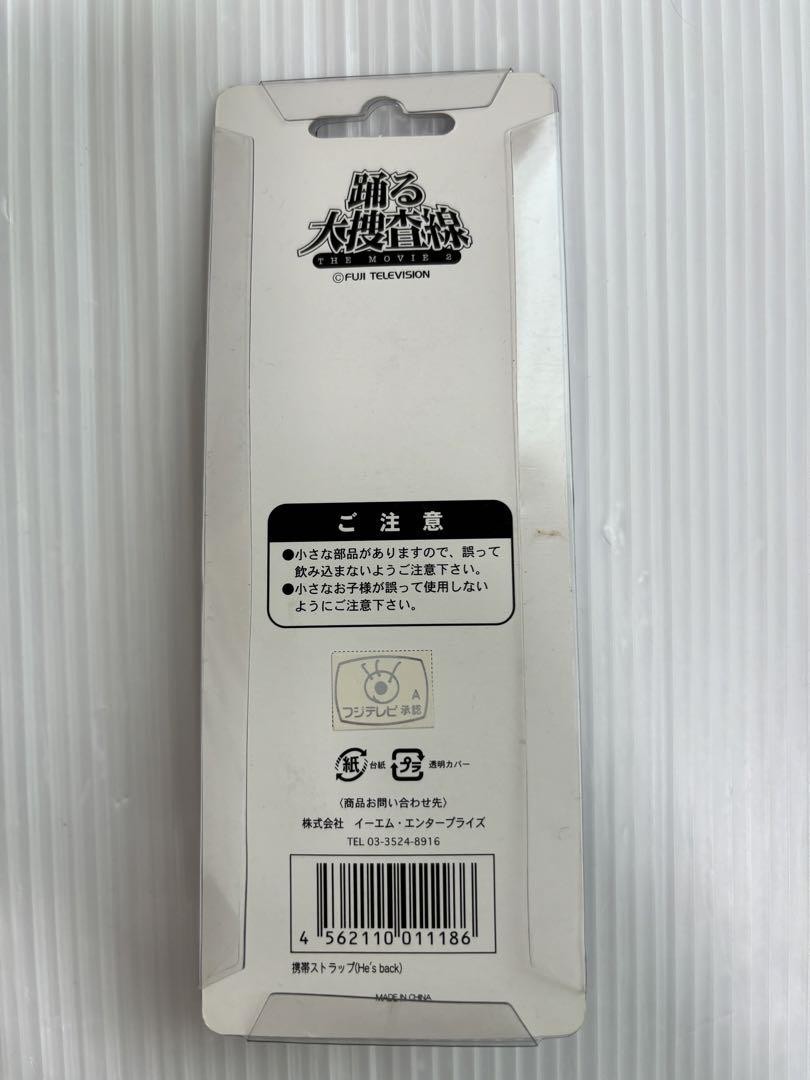 踊る
大捜査線
THE MOVIE 2
©FUJI TELEVISION
ご注意
●小さな部品がありますので、誤って
飲み込まないようご注意下さい。
●小さなお子様が誤って使用しない
ようにご注意下さい。
A
フジテレビ 承認
紙 台紙 プラ 透明カバー
〈商品お問い合わせ先〉
株式会社 イーエム・エンタープライズ
TEL 03-3524-8916
4 562110 011186
携帯ストラップ(He's back)
MADE IN CHINA